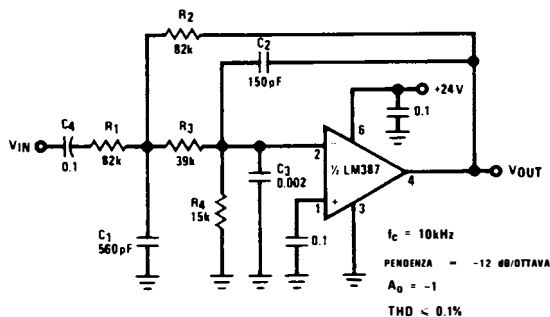 R2
82k
C2
150pF
+24V
0.1
6
VIN
C4
0.1
R1
82k
R3
39k
2
-
½ LM387
4
VOUT
C3
0.002
R4
15k
1
+
3
C1
560pF
0.1
fc = 10kHz
PENDENZA = -12 dB/OTTAVA
Ao = -1
THD ≤ 0.1%